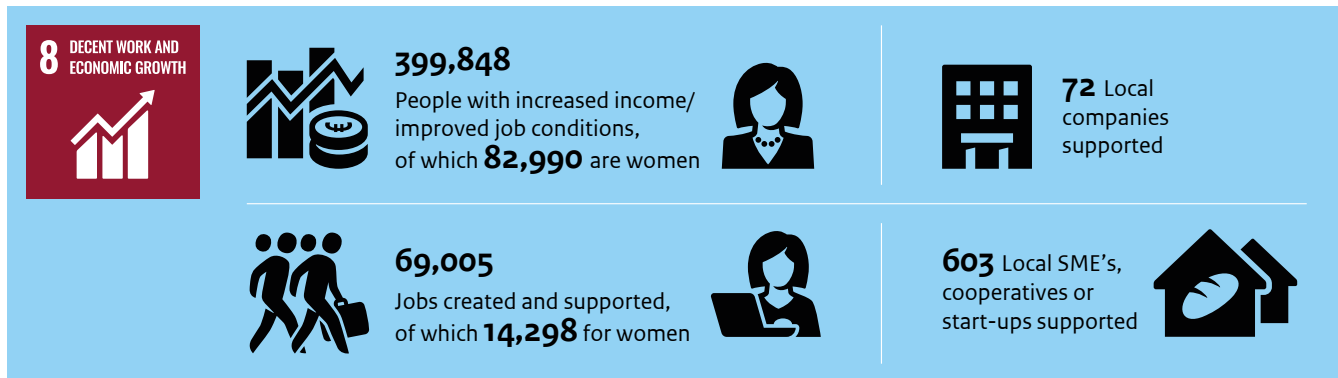 8 DECENT WORK AND
ECONOMIC GROWTH
399,848
People with increased income/
improved job conditions,
of which 82,990 are women
72 Local
companies
supported
69,005
Jobs created and supported,
of which 14,298 for women
603 Local SME's,
cooperatives or
start-ups supported